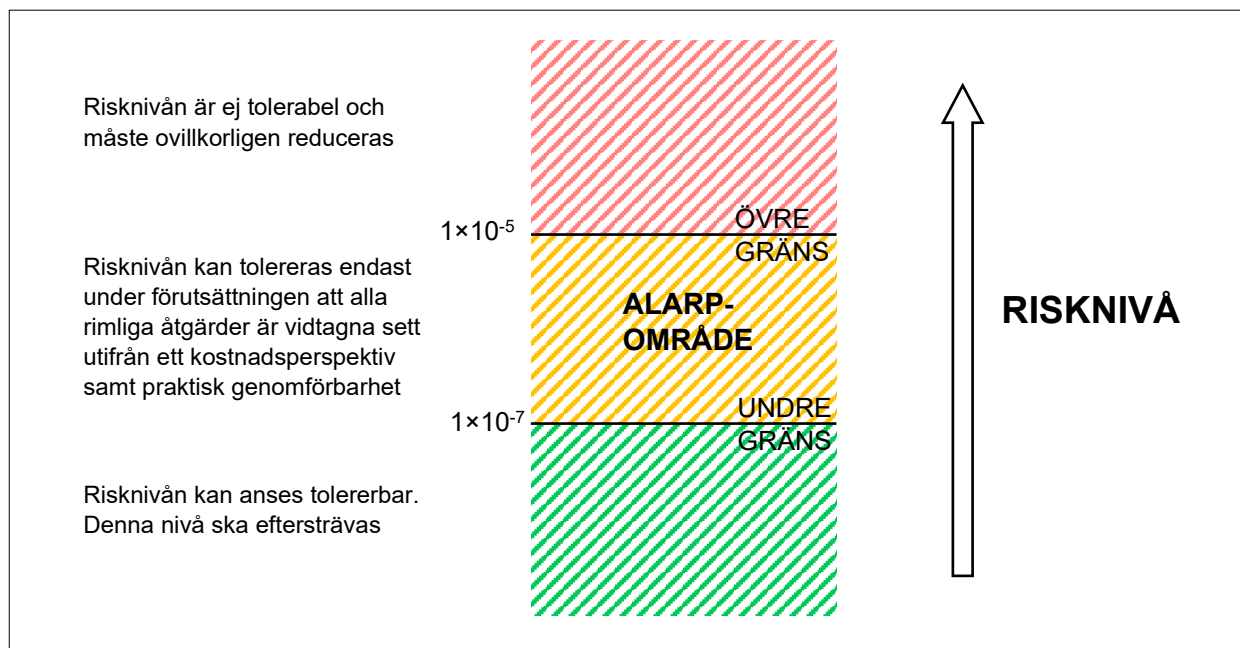 Risknivån är ej tolerabel och
måste ovillkorligen reduceras
1×10⁻⁵
ÖVRE
GRÄNS
Risknivån kan tolereras endast
under förutsättningen att alla
rimliga åtgärder är vidtagna sett
utifrån ett kostnadsperspektiv
samt praktisk genomförbarhet
ALARP-
OMRÅDE
RISKNIVÅ
1×10⁻⁷
UNDRE
GRÄNS
Risknivån kan anses tolererbar.
Denna nivå ska eftersträvas